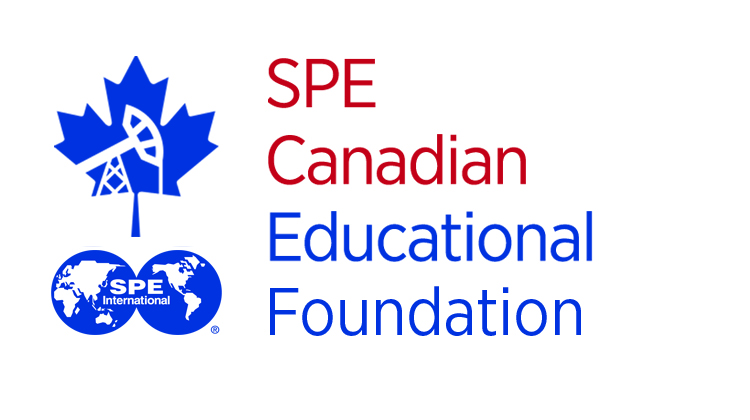 SPE
Canadian
Educational
Foundation
SPE
International
®